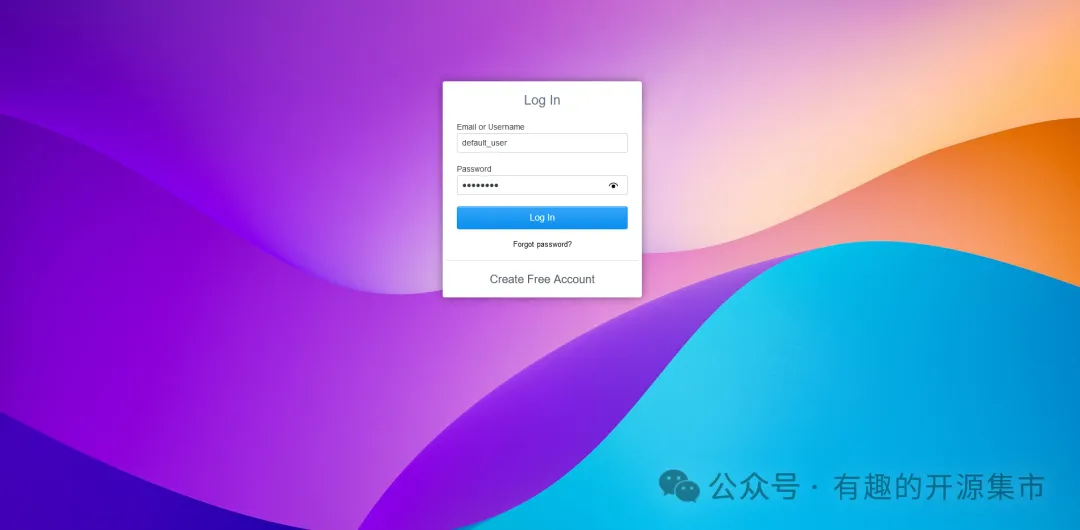 Log In
Email or Username
default_user
Password
••••••••
Log In
Forgot password?
Create Free Account
公众号 · 有趣的开源集市